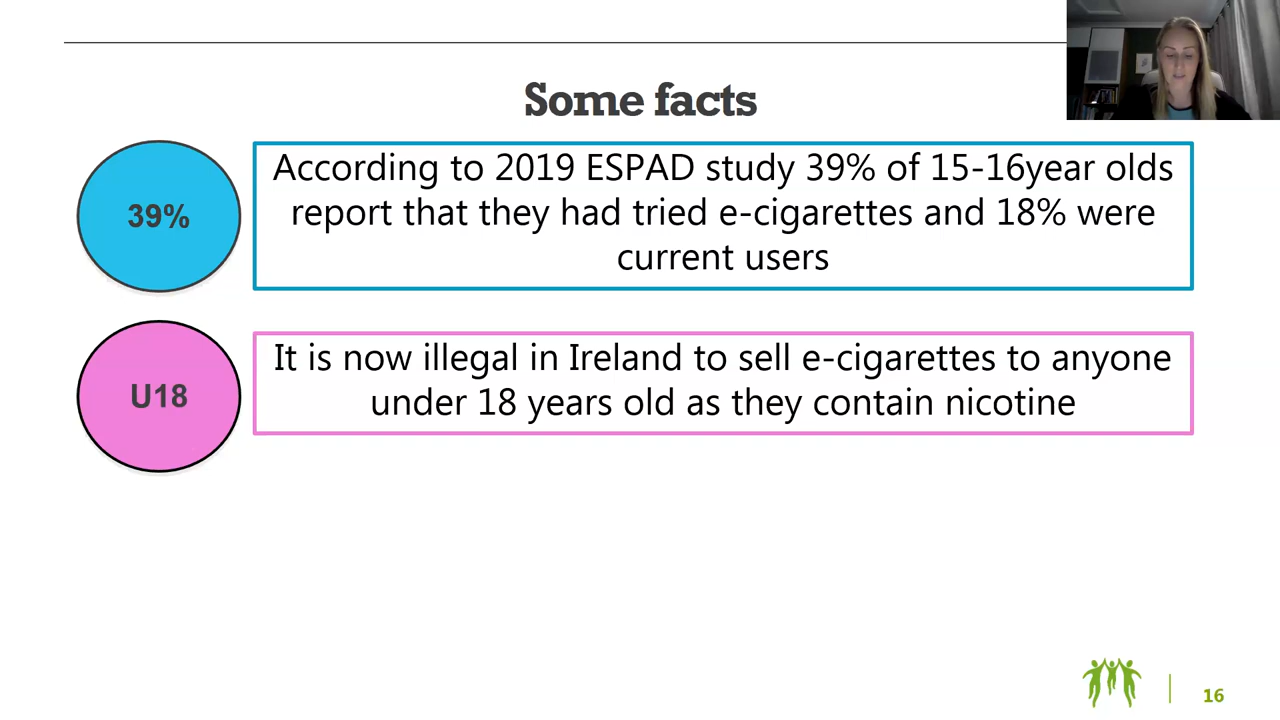 Some facts
39%
According to 2019 ESPAD study 39% of 15-16year olds
report that they had tried e-cigarettes and 18% were
current users
U18
It is now illegal in Ireland to sell e-cigarettes to anyone
under 18 years old as they contain nicotine
16